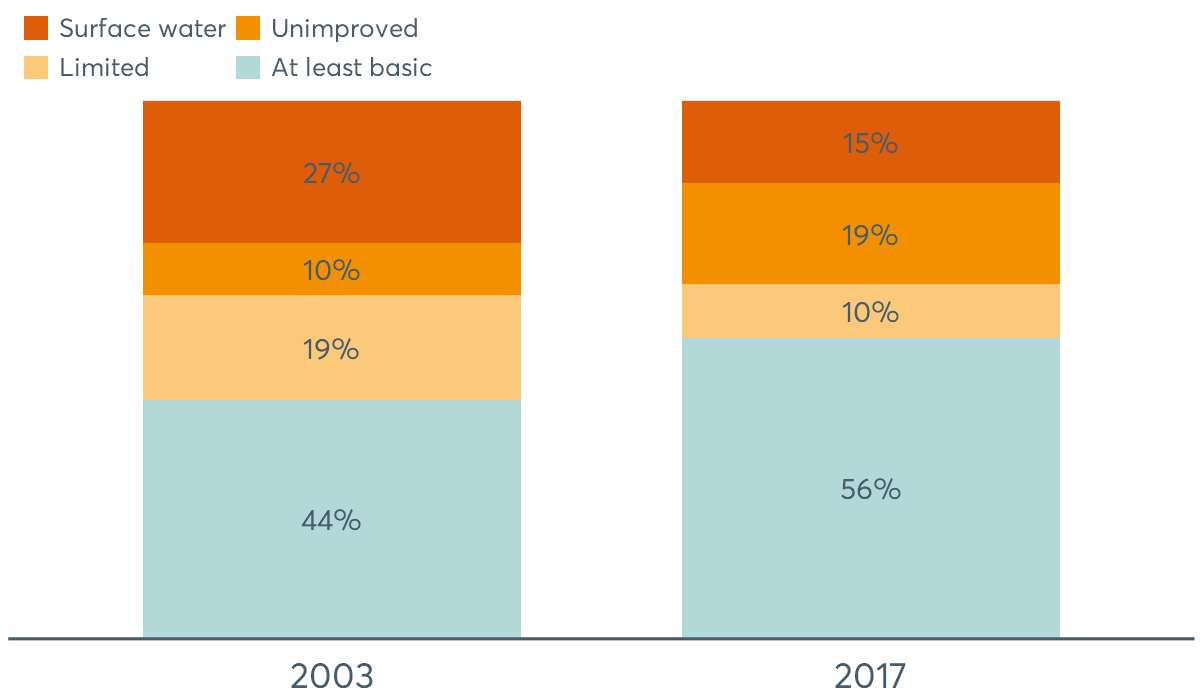 Surface water Unimproved
Limited At least basic
27% 15%
10% 19%
19% 10%
44% 56%
2003 2017